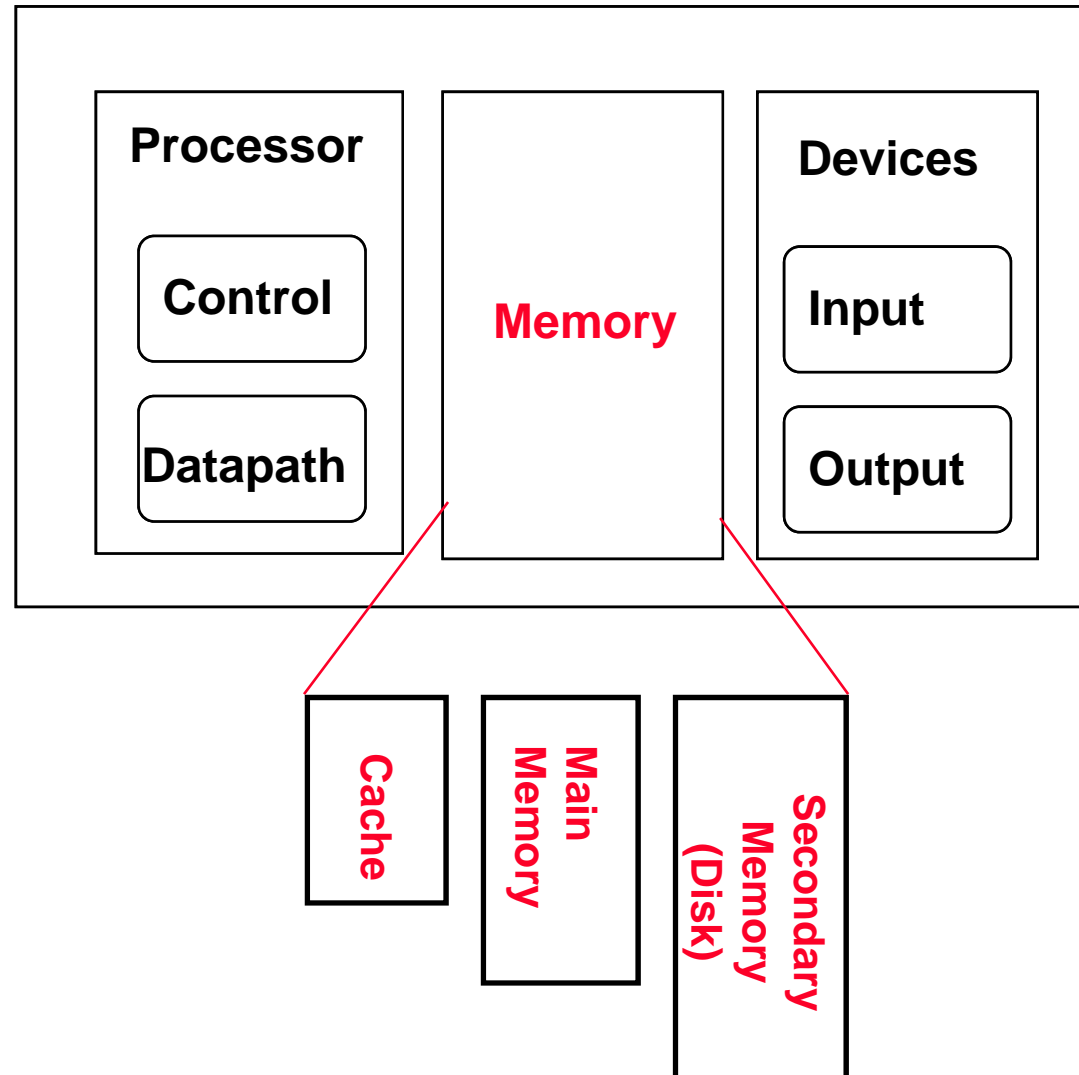 Processor
Control
Datapath
Memory
Devices
Input
Output
Cache
Main
Memory
Secondary
Memory
(Disk)